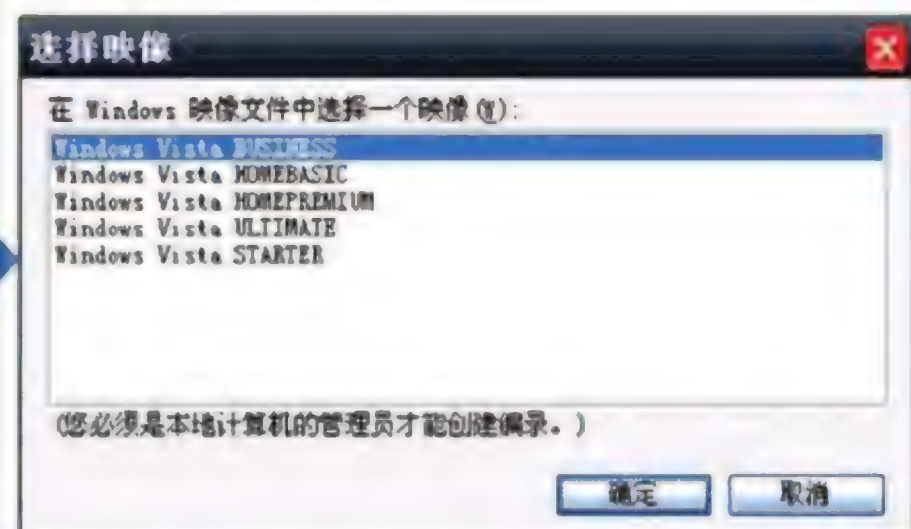 选择映像
在 Windows 映像文件中选择一个映像(W):
Windows Vista BUSINESS
Windows Vista HOMEBASIC
Windows Vista HOMEPREMIUM
Windows Vista ULTIMATE
Windows Vista STARTER
(您必须是本地计算机的管理员才能创建编录。)
确定 取消